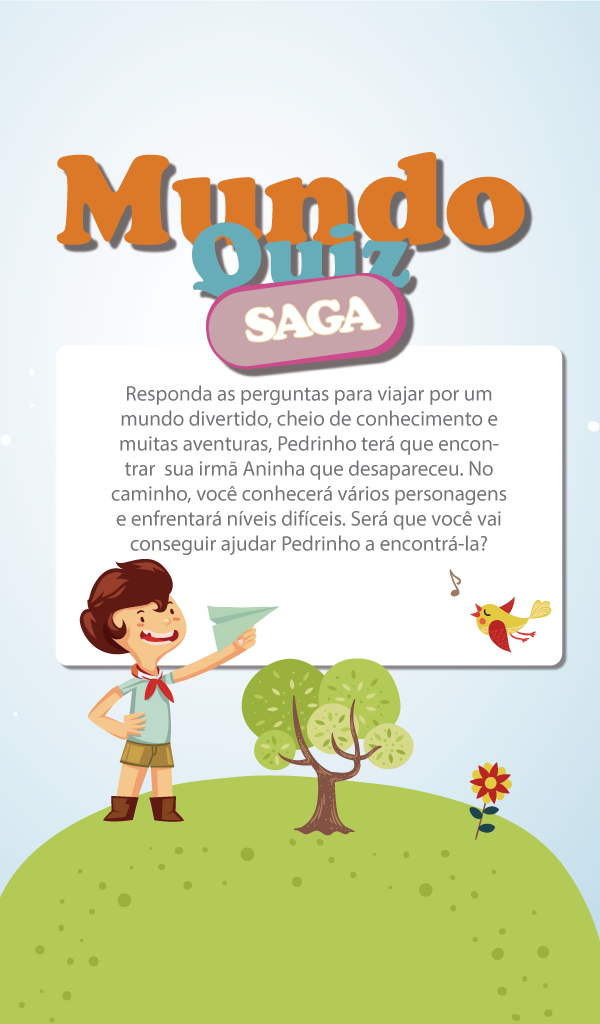 Mundo
Quiz
SAGA
Responda as perguntas para viajar por um
mundo divertido, cheio de conhecimento e
muitas aventuras, Pedrinho terá que encon-
trar  sua irmã Aninha que desapareceu. No
caminho, você conhecerá vários personagens
e enfrentará níveis difíceis. Será que você vai
conseguir ajudar Pedrinho a encontrá-la?